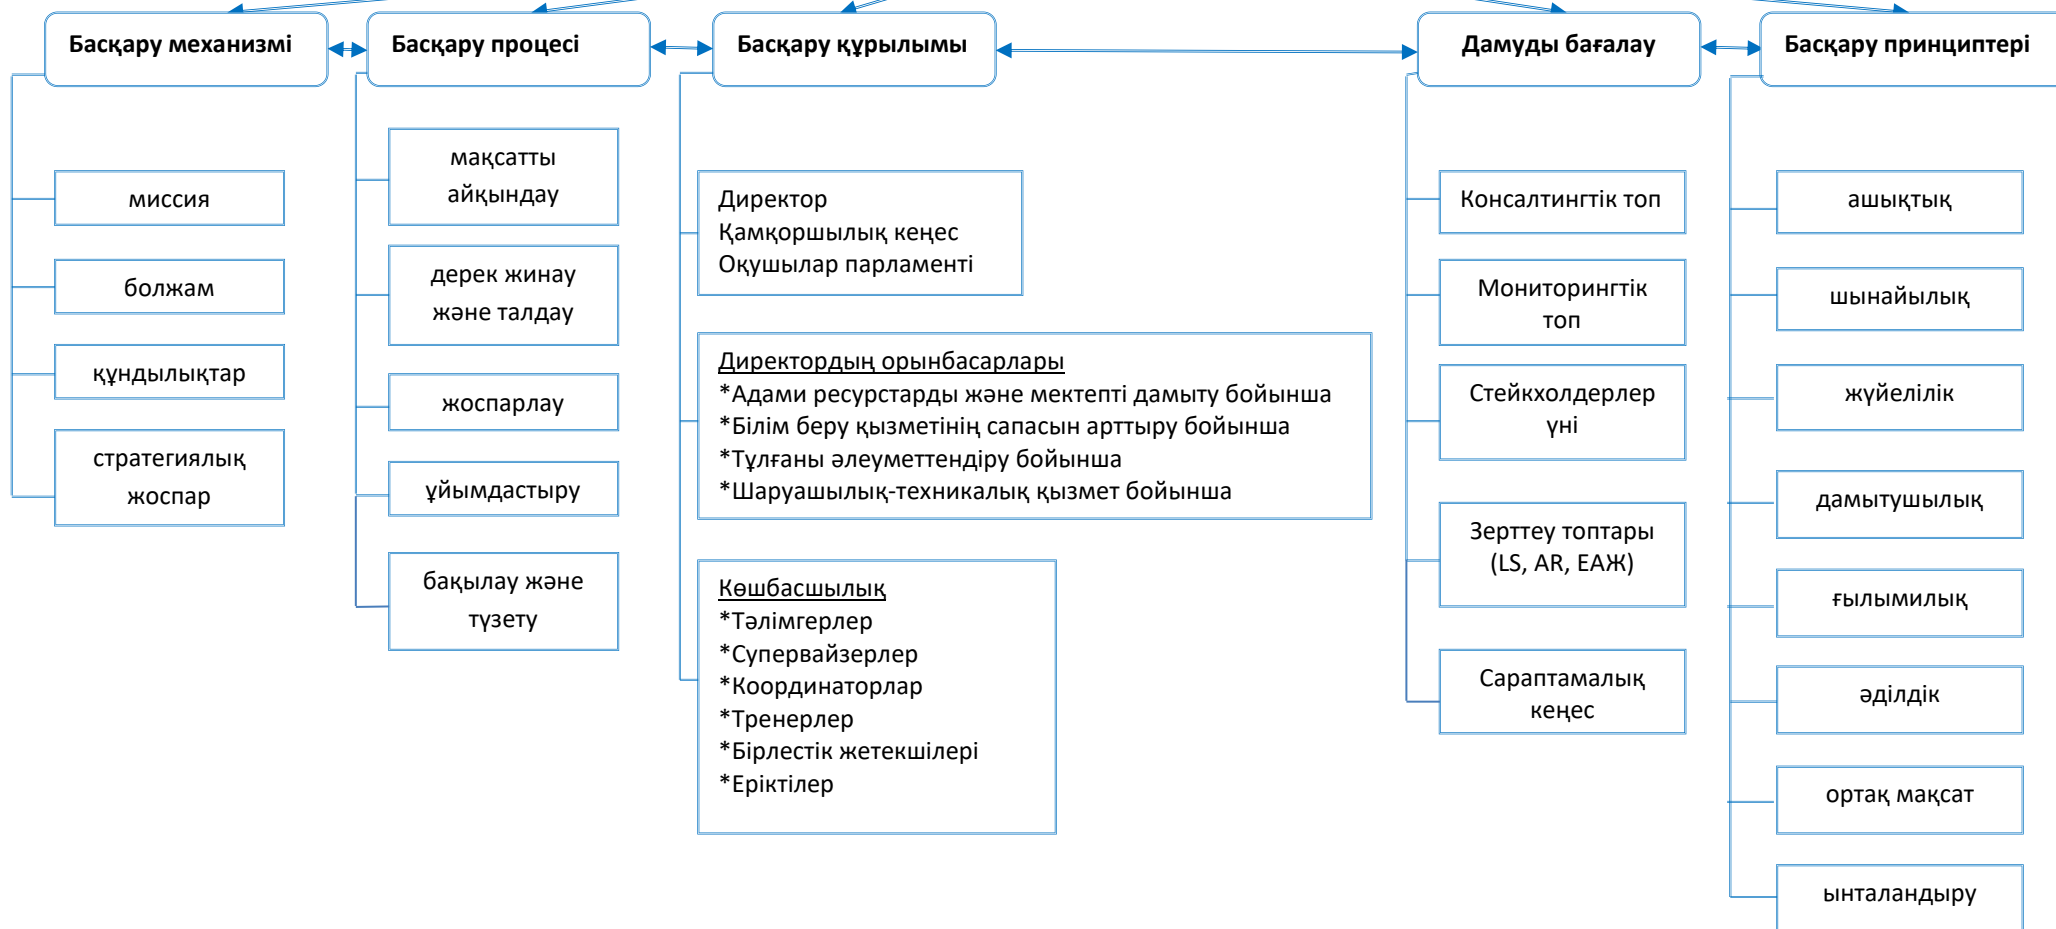 Басқару механизмі
Басқару процесі
Басқару құрылымы
Дамуды бағалау
Басқару принциптері
миссия
болжам
құндылықтар
стратегиялық
жоспар
мақсатты
айқындау
дерек жинау
және талдау
жоспарлау
ұйымдастыру
бақылау және
түзету
Директор
Қамқоршылық кеңес
Оқушылар парламенті
Директордың орынбасарлары
*Адами ресурстарды және мектепті дамыту бойынша
*Білім беру қызметінің сапасын арттыру бойынша
*Тұлғаны әлеуметтендіру бойынша
*Шаруашылық-техникалық қызмет бойынша
Көшбасшылық
*Тәлімгерлер
*Супервайзерлер
*Координаторлар
*Тренерлер
*Бірлестік жетекшілері
*Еріктілер
Консалтингтік топ
Мониторингтік
топ
Стейкхолдерлер
үні
Зерттеу топтары
(LS, AR, ЕАЖ)
Сараптамалық
кеңес
ашықтық
шынайылық
жүйелілік
дамытушылық
ғылымилық
әділдік
ортақ мақсат
ынталандыру